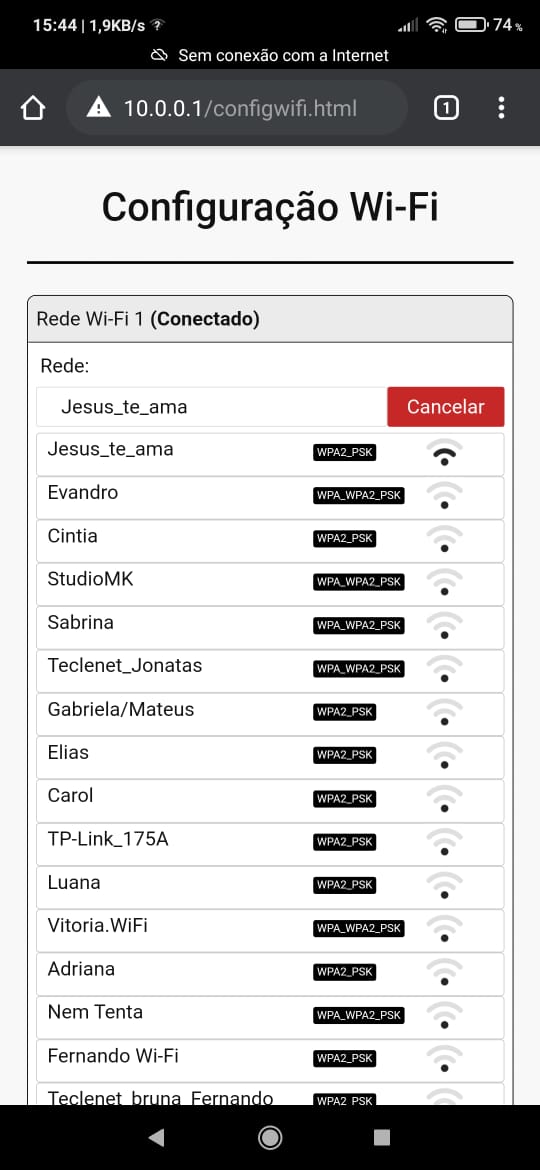 15:44 | 1,9KB/s ?
74%
Sem conexão com a Internet
10.0.0.1/configwifi.html
1
Configuração Wi-Fi
Rede Wi-Fi 1 (Conectado)
Rede:
Jesus_te_ama Cancelar
Jesus_te_ama WPA2_PSK
Evandro WPA_WPA2_PSK
Cintia WPA2_PSK
StudioMK WPA_WPA2_PSK
Sabrina WPA_WPA2_PSK
Teclenet_Jonatas WPA_WPA2_PSK
Gabriela/Mateus WPA2_PSK
Elias WPA2_PSK
Carol WPA2_PSK
TP-Link_175A WPA2_PSK
Luana WPA2_PSK
Vitoria.WiFi WPA_WPA2_PSK
Adriana WPA2_PSK
Nem Tenta WPA_WPA2_PSK
Fernando Wi-Fi WPA2_PSK
Teclenet_bruna_Fernando WPA2_PSK